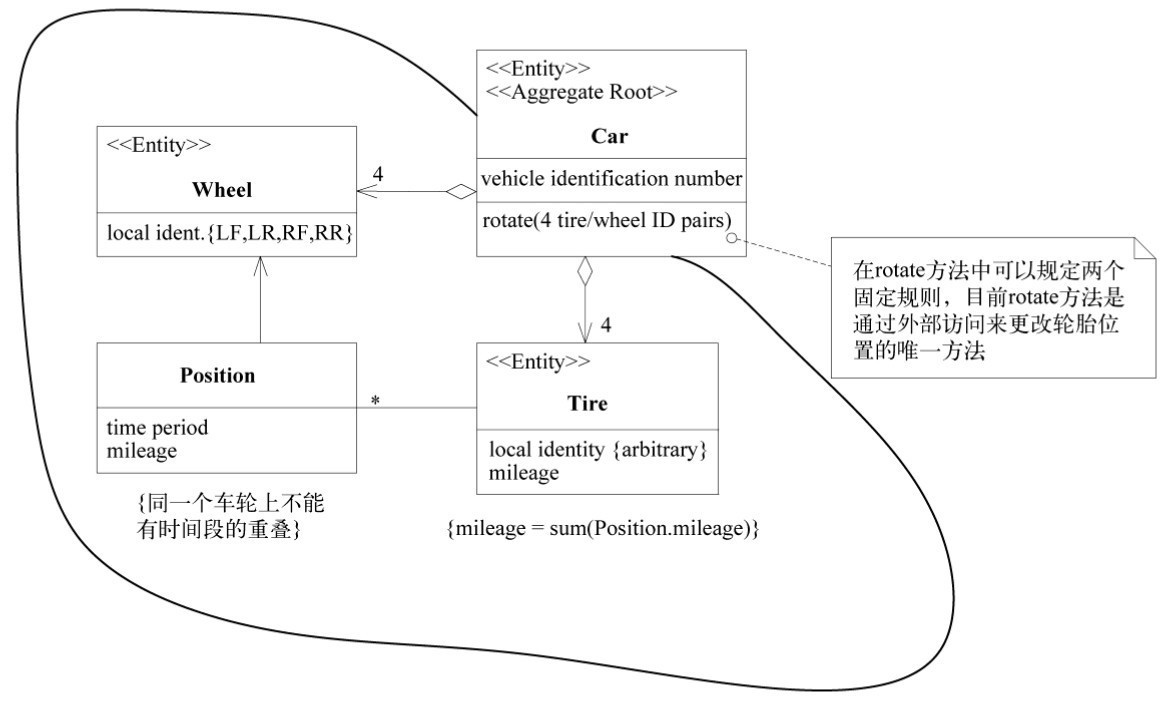 <<Entity>>
<<Aggregate Root>>
Car
vehicle identification number
rotate(4 tire/wheel ID pairs)
<<Entity>>
Wheel
local ident.{LF,LR,RF,RR}
4
在rotate方法中可以规定两个
固定规则，目前rotate方法是
通过外部访问来更改轮胎位
置的唯一方法
4
Position
time period
mileage
*
<<Entity>>
Tire
local identity {arbitrary}
mileage
{同一个车轮上不能
有时间段的重叠}
{mileage = sum(Position.mileage)}